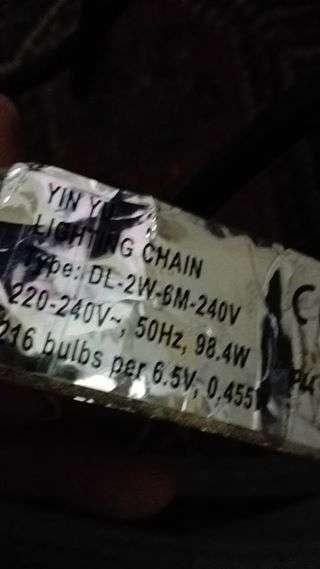 YIN
LIGHTING CHAIN
Type: DL-2W-6M-240V
220-240V~, 50Hz, 98.4W
216 bulbs per 6.5V, 0.455